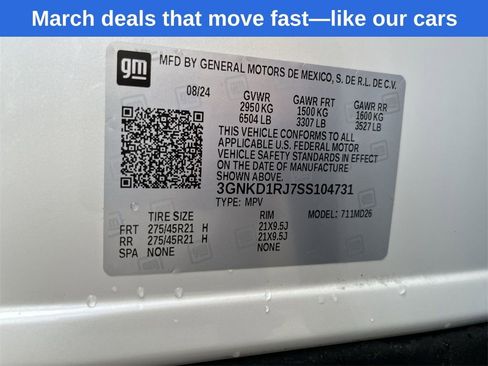 March deals that move fast—like our cars
gm
MFD BY GENERAL MOTORS DE MEXICO, S. DE R.L. DE C.V.
08/24 GVWR GAWR FRT GAWR RR
2950 KG 1500 KG 1600 KG
6504 LB 3307 LB 3527 LB
THIS VEHICLE CONFORMS TO ALL
APPLICABLE U.S. FEDERAL MOTOR
VEHICLE SAFETY STANDARDS IN EFFECT
ON THE DATE OF MANUFACTURE
SHOWN ABOVE.
3GNKD1RJ7SS104731
TYPE: MPV MODEL: 711MD26
TIRE SIZE RIM
FRT 275/45R21 H 21X9.5J
RR 275/45R21 H 21X9.5J
SPA NONE NONE